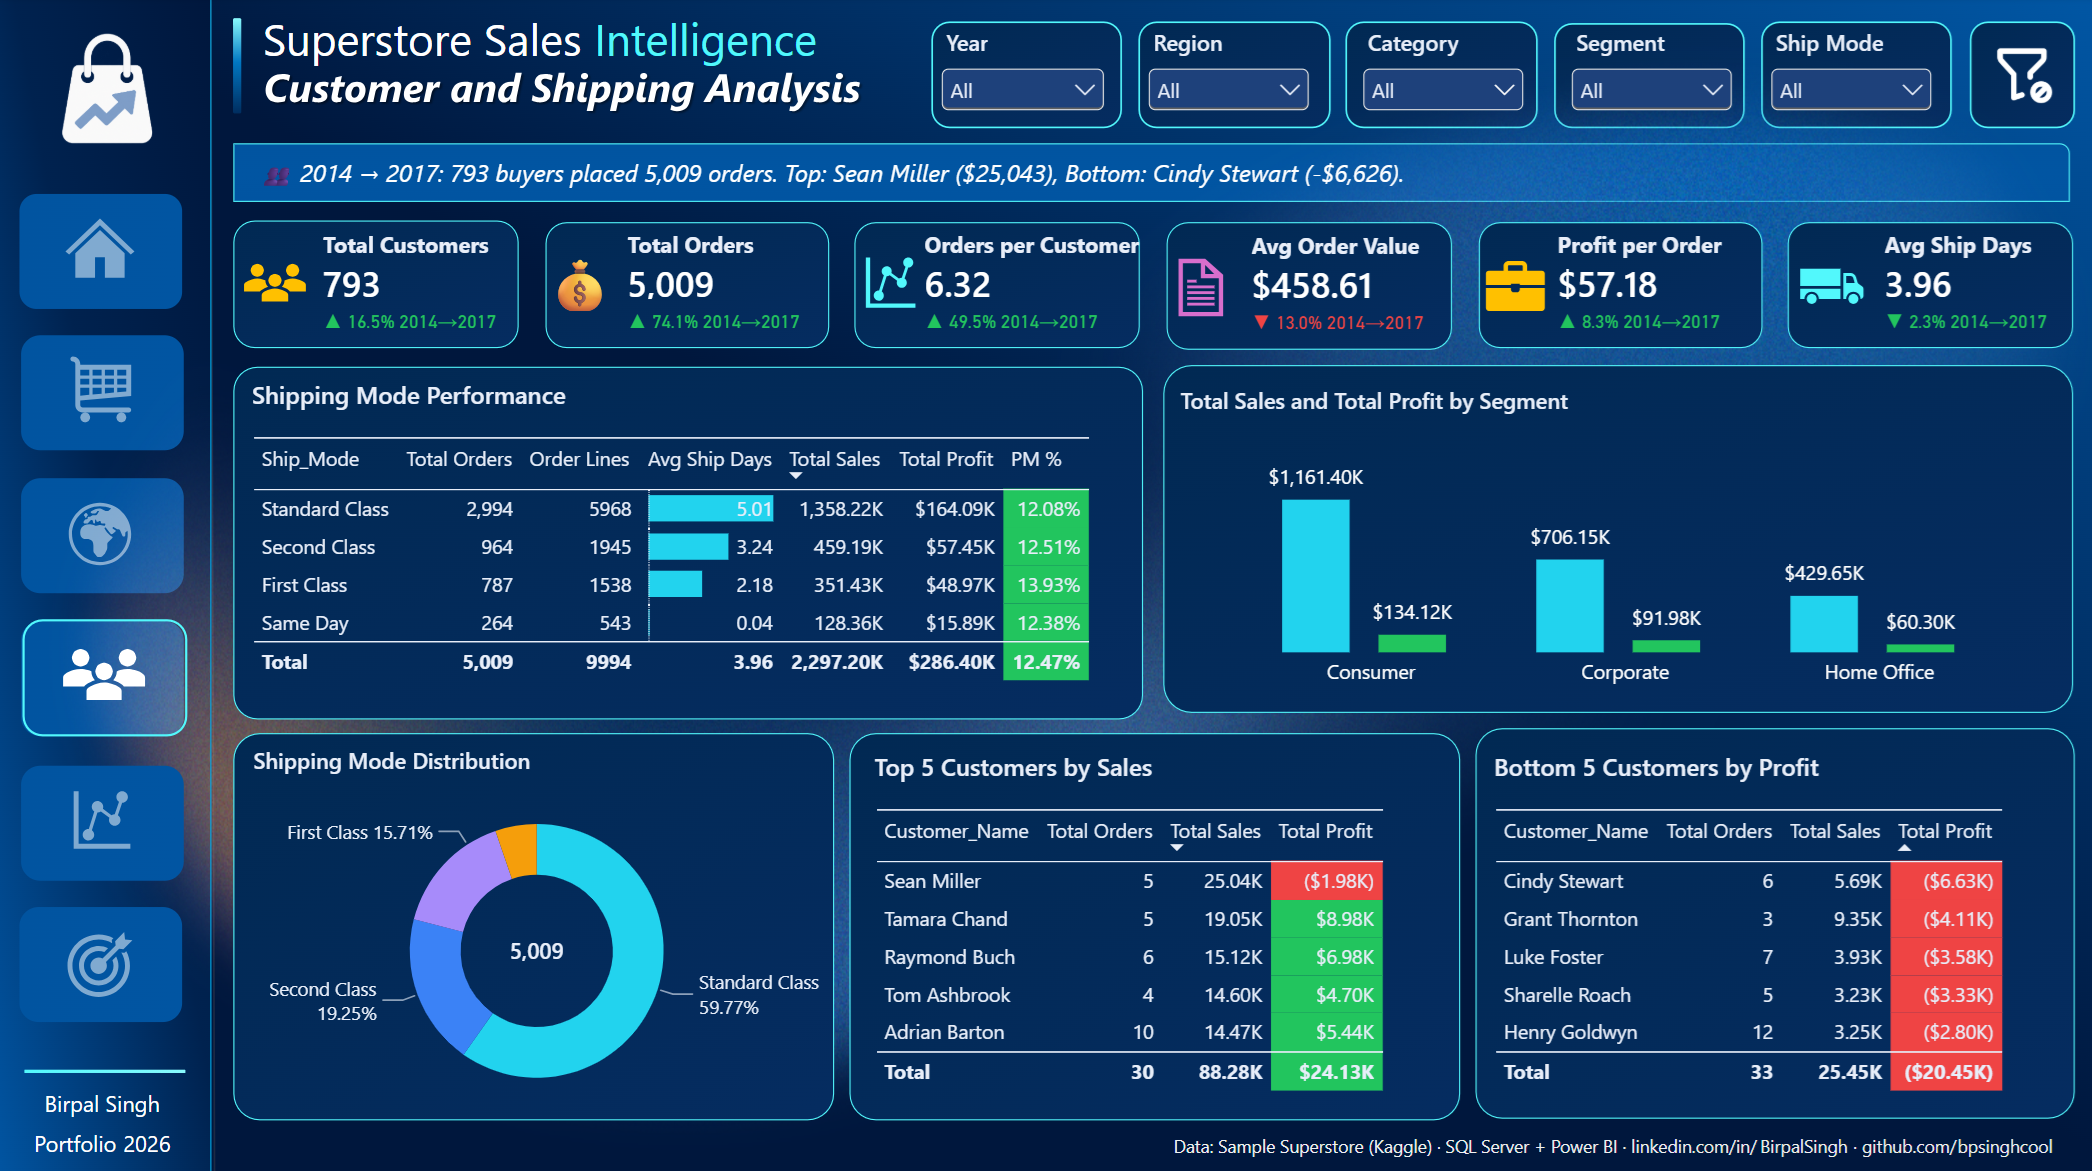 Superstore Sales Intelligence
Customer and Shipping Analysis
Year
All
Region
All
Category
All
Segment
All
Ship Mode
All
2014 → 2017: 793 buyers placed 5,009 orders. Top: Sean Miller ($25,043), Bottom: Cindy Stewart (-$6,626).
Total Customers
793
▲ 16.5% 2014→2017
Total Orders
5,009
▲ 74.1% 2014→2017
Orders per Customer
6.32
▲ 49.5% 2014→2017
Avg Order Value
$458.61
▼ 13.0% 2014→2017
Profit per Order
$57.18
▲ 8.3% 2014→2017
Avg Ship Days
3.96
▼ 2.3% 2014→2017
Shipping Mode Performance
Ship_Mode Total Orders Order Lines Avg Ship Days Total Sales Total Profit PM %
Standard Class 2,994 5968 5.01 1,358.22K $164.09K 12.08%
Second Class 964 1945 3.24 459.19K $57.45K 12.51%
First Class 787 1538 2.18 351.43K $48.97K 13.93%
Same Day 264 543 0.04 128.36K $15.89K 12.38%
Total 5,009 9994 3.96 2,297.20K $286.40K 12.47%
Total Sales and Total Profit by Segment
$1,161.40K
$134.12K
Consumer
$706.15K
$91.98K
Corporate
$429.65K
$60.30K
Home Office
Shipping Mode Distribution
First Class 15.71%
5,009
Second Class
19.25%
Standard Class
59.77%
Top 5 Customers by Sales
Customer_Name Total Orders Total Sales Total Profit
Sean Miller 5 25.04K ($1.98K)
Tamara Chand 5 19.05K $8.98K
Raymond Buch 6 15.12K $6.98K
Tom Ashbrook 4 14.60K $4.70K
Adrian Barton 10 14.47K $5.44K
Total 30 88.28K $24.13K
Bottom 5 Customers by Profit
Customer_Name Total Orders Total Sales Total Profit
Cindy Stewart 6 5.69K ($6.63K)
Grant Thornton 3 9.35K ($4.11K)
Luke Foster 7 3.93K ($3.58K)
Sharelle Roach 5 3.23K ($3.33K)
Henry Goldwyn 12 3.25K ($2.80K)
Total 33 25.45K ($20.45K)
Birpal Singh
Portfolio 2026
Data: Sample Superstore (Kaggle) · SQL Server + Power BI · linkedin.com/in/ BirpalSingh · github.com/bpsinghcool